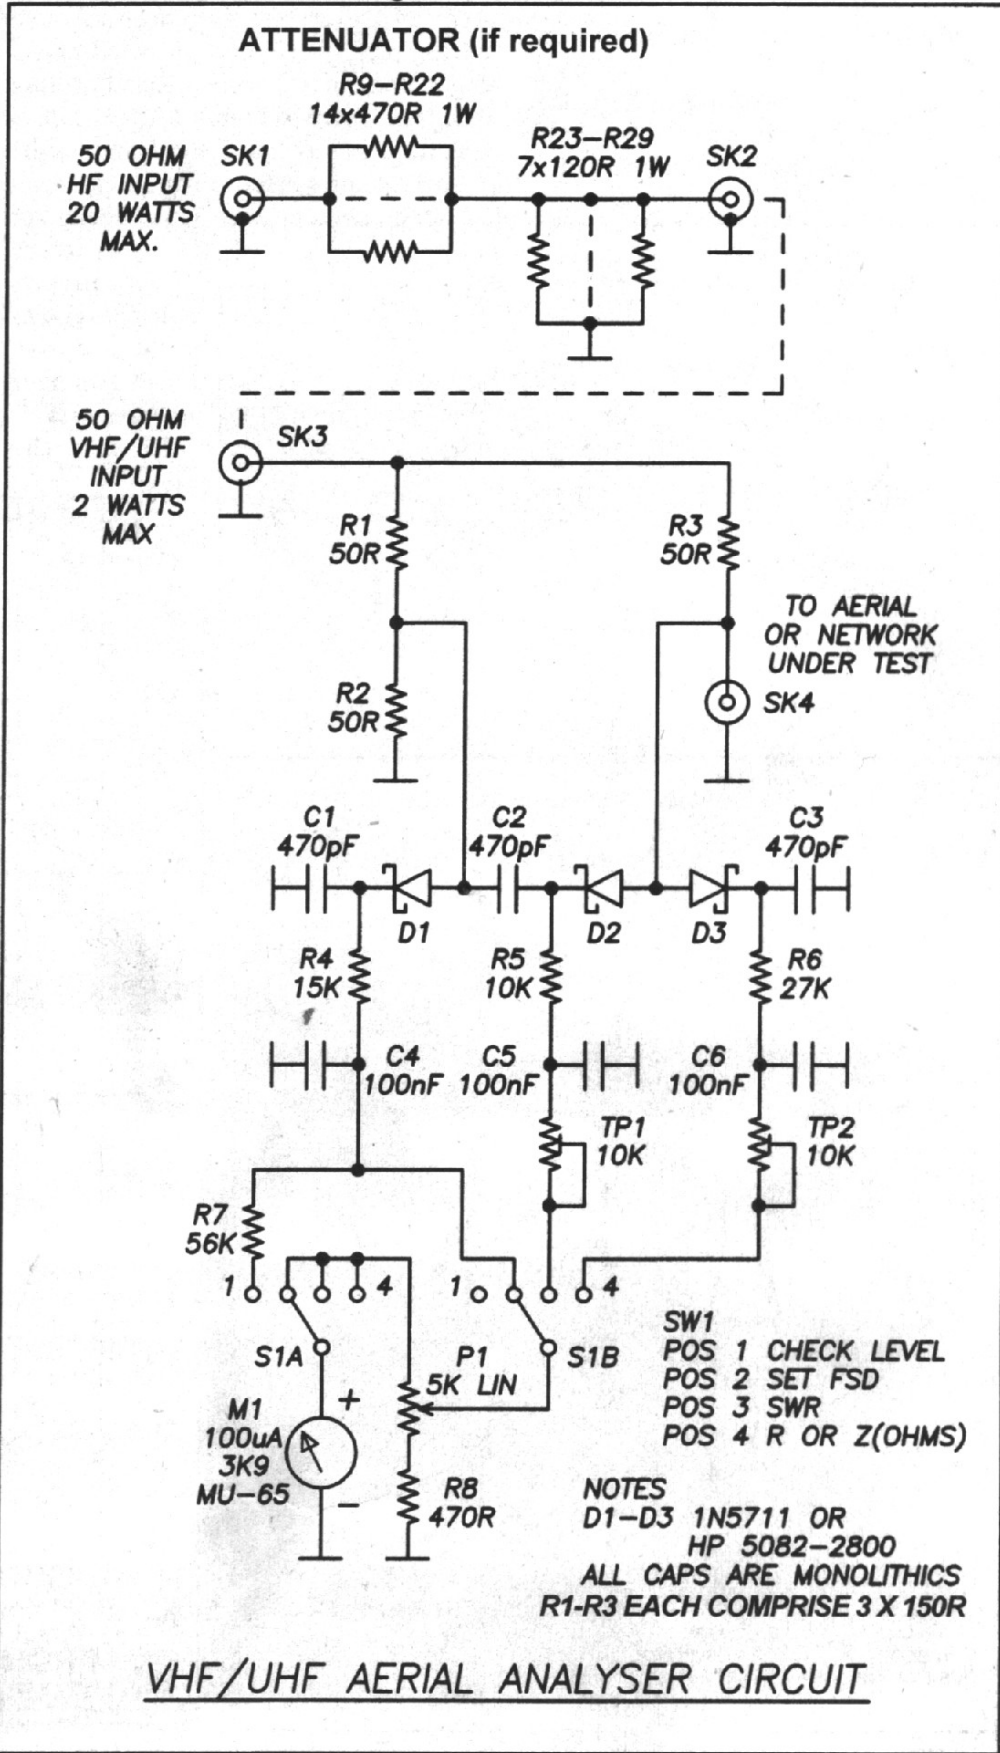 ATTENUATOR (if required)
R9-R22
14x470R 1W
R23-R29
7x120R 1W
50 OHM
HF INPUT
20 WATTS
MAX.
SK1
SK2
50 OHM
VHF/UHF
INPUT
2 WATTS
MAX
SK3
R1
50R
R3
50R
TO AERIAL
OR NETWORK
UNDER TEST
R2
50R
SK4
C1
470pF
C2
470pF
C3
470pF
D1
D2
D3
R4
15K
R5
10K
R6
27K
C4
100nF
C5
100nF
C6
100nF
TP1
10K
TP2
10K
R7
56K
1
4
1
4
S1A
P1
5K LIN
S1B
SW1
POS 1 CHECK LEVEL
POS 2 SET FSD
POS 3 SWR
POS 4 R OR Z(OHMS)
+
M1
100uA
3K9
MU-65
-
R8
470R
NOTES
D1-D3 1N5711 OR
HP 5082-2800
ALL CAPS ARE MONOLITHICS
R1-R3 EACH COMPRISE 3 X 150R
VHF/UHF AERIAL ANALYSER CIRCUIT